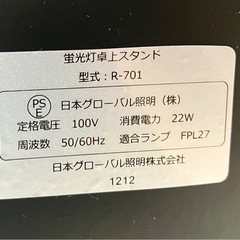 蛍光灯卓上スタンド
型式：R-701
PS
E
日本グローバル照明（株）
定格電圧：100V　消費電力：22W
周波数：50/60Hz　適合ランプ：FPL27
日本グローバル照明株式会社
1212